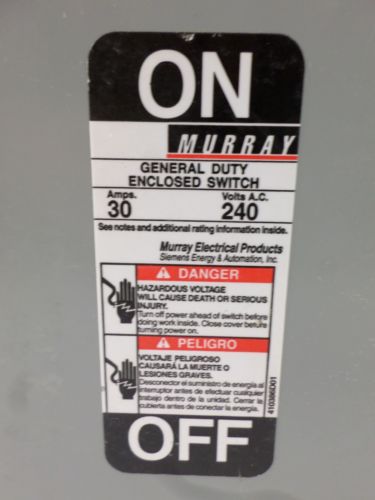 ON
MURRAY
GENERAL DUTY
ENCLOSED SWITCH
Amps. Volts A.C.
30 240
See notes and additional rating information inside.
Murray Electrical Products
Siemens Energy & Automation, Inc.
DANGER
HAZARDOUS VOLTAGE
WILL CAUSE DEATH OR SERIOUS
INJURY.
Turn off power ahead of switch before
doing work inside. Close cover before
turning power on.
PELIGRO
VOLTAJE PELIGROSO
CAUSARÁ LA MUERTE O
LESIONES GRAVES.
Desconector el suministro de energía al
interruptor antes de efectuar cualquier
trabajo dentro de la unidad. Cerrar la
cubierta antes de conectar la energía.
410386D01
OFF